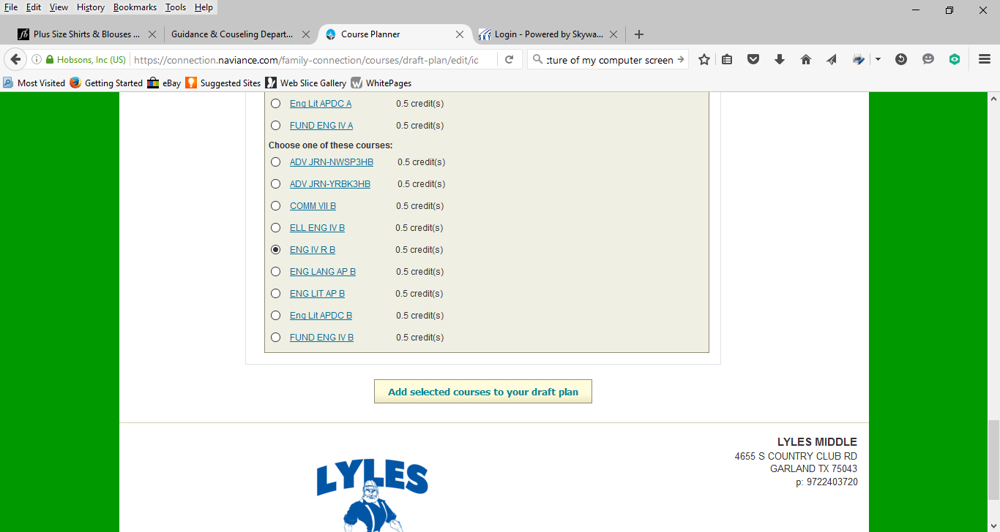 File Edit View History Bookmarks Tools Help
Plus Size Shirts & Blouses ... Guidance & Couseling Depart... Course Planner SKY Login - Powered by Skywa...
Hobsons, Inc (US) https://connection.naviance.com/family-connection/courses/draft-plan/edit/id cture of my computer screen
Most Visited Getting Started eBay Suggested Sites Web Slice Gallery WhitePages
Eng Lit APDC A 0.5 credit(s)
FUND ENG IV A 0.5 credit(s)
Choose one of these courses:
ADV JRN-NWSP3HB 0.5 credit(s)
ADV JRN-YRBK3HB 0.5 credit(s)
COMM VII B 0.5 credit(s)
ELL ENG IV B 0.5 credit(s)
ENG IV R B 0.5 credit(s)
ENG LANG AP B 0.5 credit(s)
ENG LIT AP B 0.5 credit(s)
Eng Lit APDC B 0.5 credit(s)
FUND ENG IV B 0.5 credit(s)
Add selected courses to your draft plan
LYLES MIDDLE
4655 S COUNTRY CLUB RD
GARLAND TX 75043
p: 9722403720
LYLES